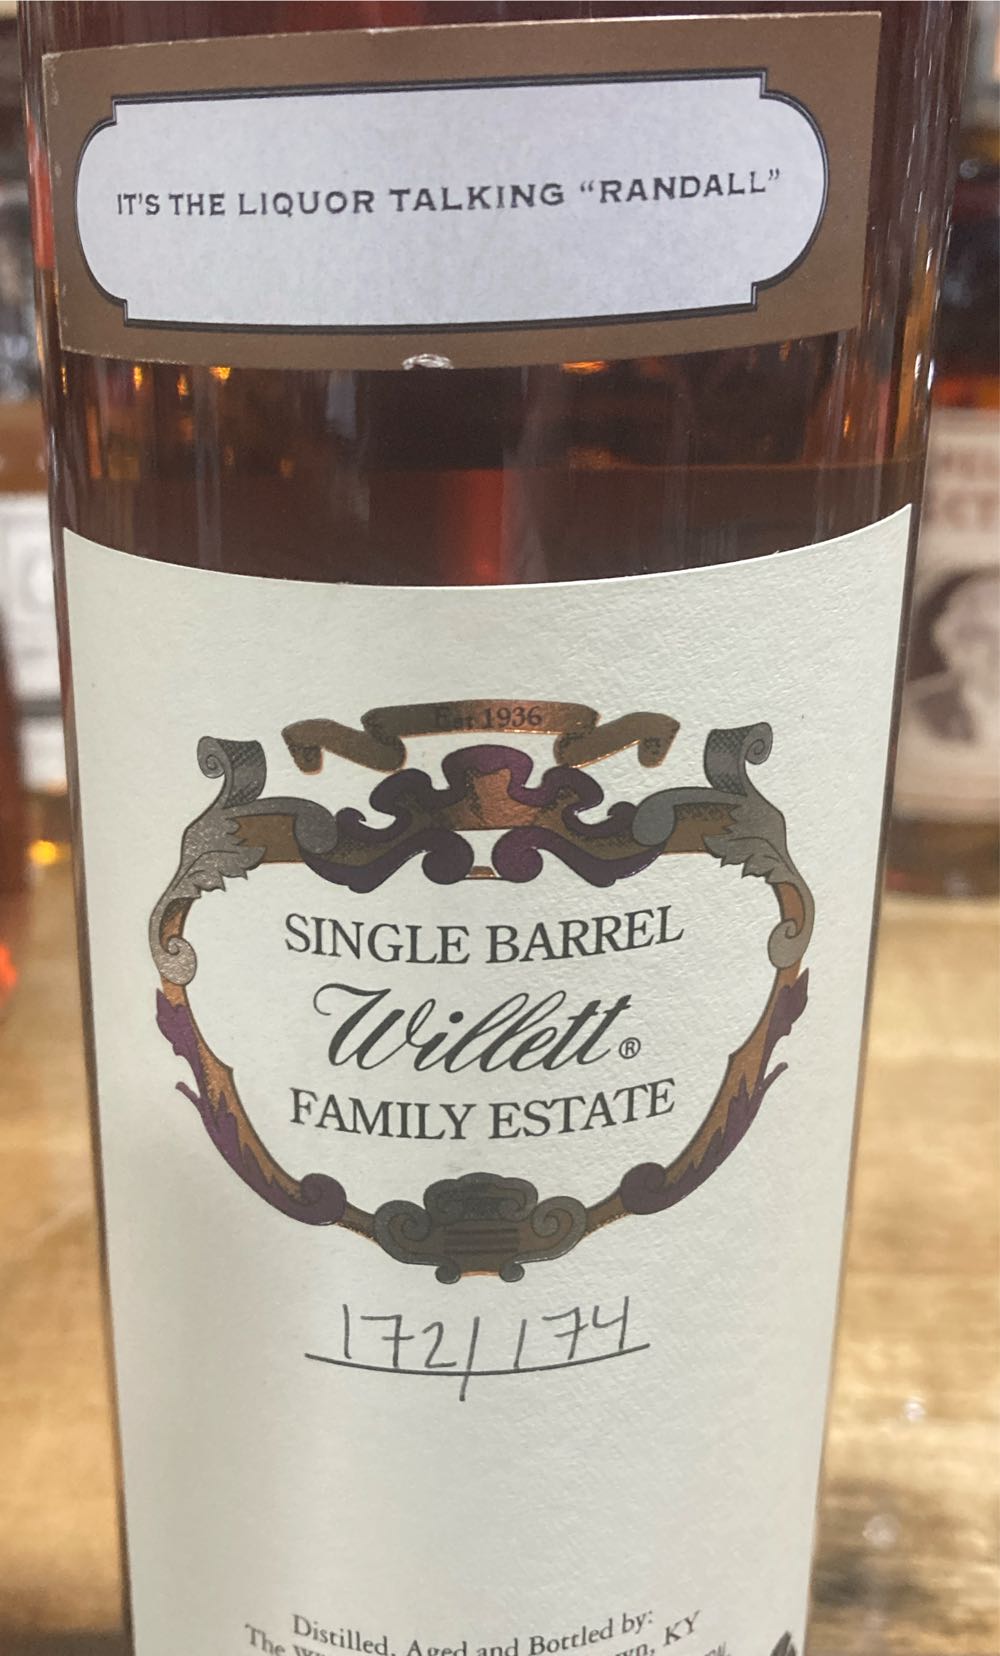 IT'S THE LIQUOR TALKING “RANDALL”
Est 1936
SINGLE BARREL
Willett®
FAMILY ESTATE
172/174
Distilled, Aged and Bottled by:
The KY